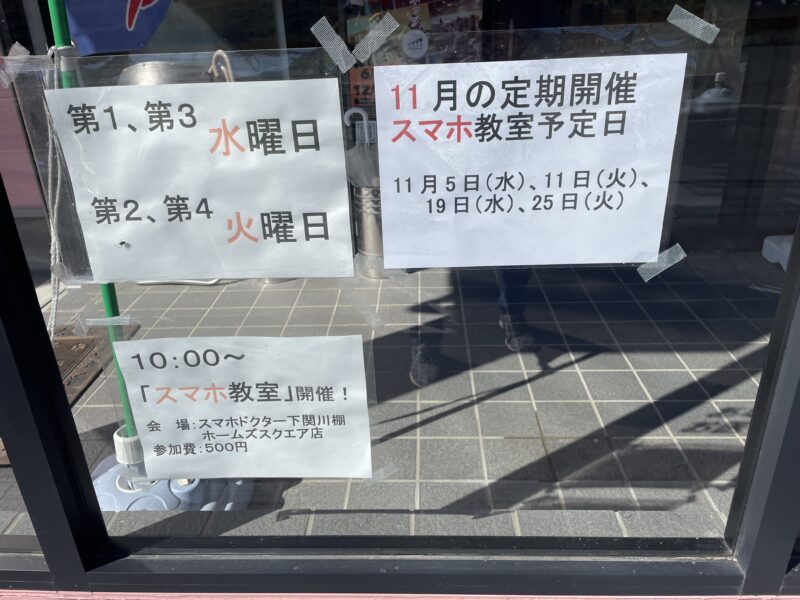 第1、第3 水曜日
第2、第4 火曜日
11月の定期開催
スマホ教室予定日
11月5日(水)、11日(火)、
19日(水)、25日(火)
10:00～
「スマホ教室」開催！
会　場：スマホドクター下関川棚
ホームズスクエア店
参加費：500円